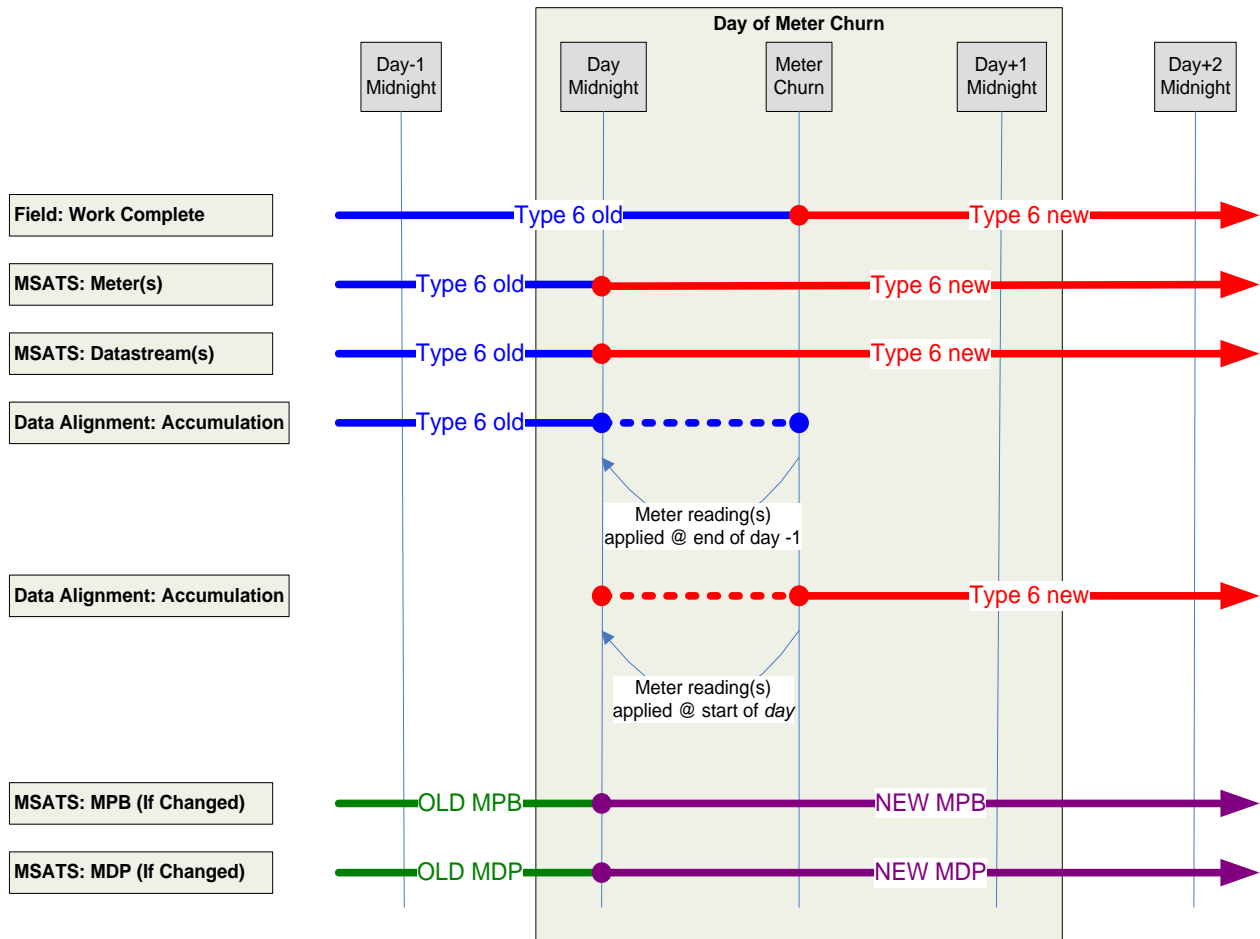 Day of Meter Churn
Day-1
Midnight
Day
Midnight
Meter
Churn
Day+1
Midnight
Day+2
Midnight
Field: Work Complete
Type 6 old
Type 6 new
MSATS: Meter(s)
Type 6 old
Type 6 new
MSATS: Datastream(s)
Type 6 old
Type 6 new
Data Alignment: Accumulation
Type 6 old
Meter reading(s)
applied @ end of day -1
Data Alignment: Accumulation
Type 6 new
Meter reading(s)
applied @ start of day
MSATS: MPB (If Changed)
OLD MPB
NEW MPB
MSATS: MDP (If Changed)
OLD MDP
NEW MDP